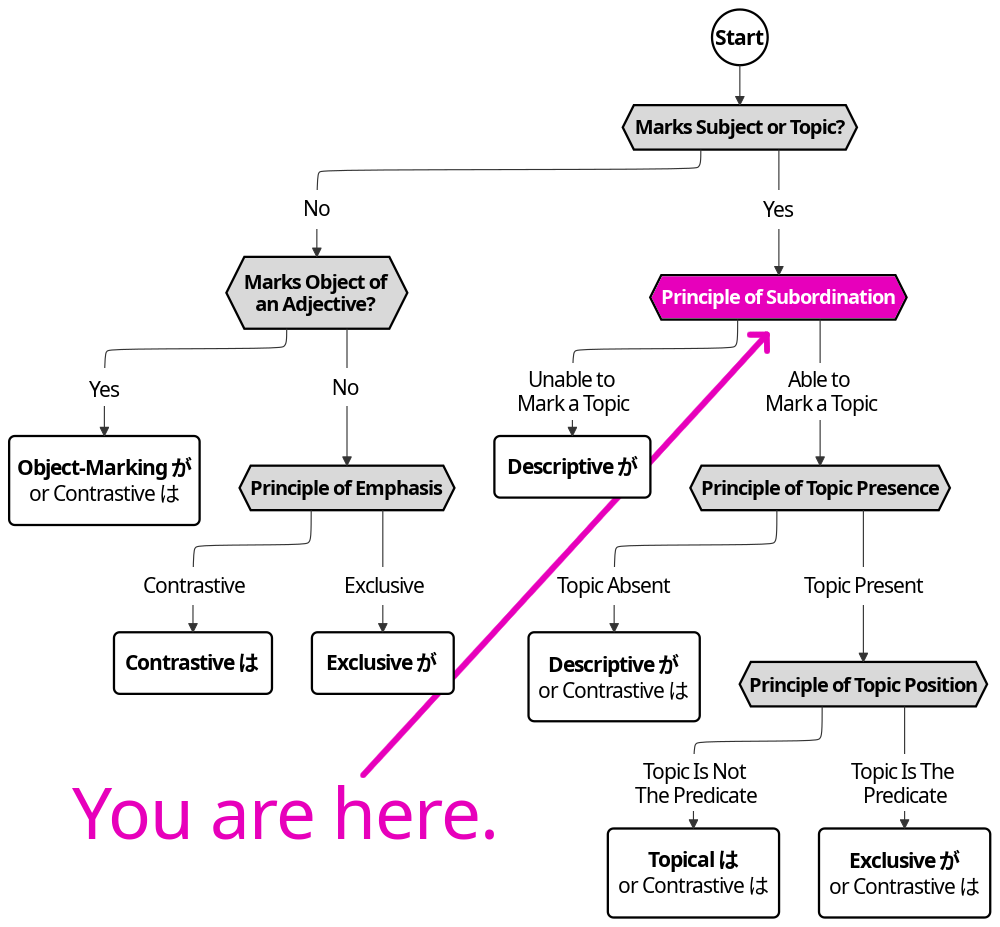 Start
Marks Subject or Topic?
No
Yes
Marks Object of
an Adjective?
Principle of Subordination
Yes
No
Unable to
Mark a Topic
Able to
Mark a Topic
Object-Marking が
or Contrastive は
Principle of Emphasis
Descriptive が
Principle of Topic Presence
Contrastive
Exclusive
Topic Absent
Topic Present
Contrastive は
Exclusive が
Descriptive が
or Contrastive は
Principle of Topic Position
You are here.
Topic Is Not
The Predicate
Topic Is The
Predicate
Topical は
or Contrastive は
Exclusive が
or Contrastive は